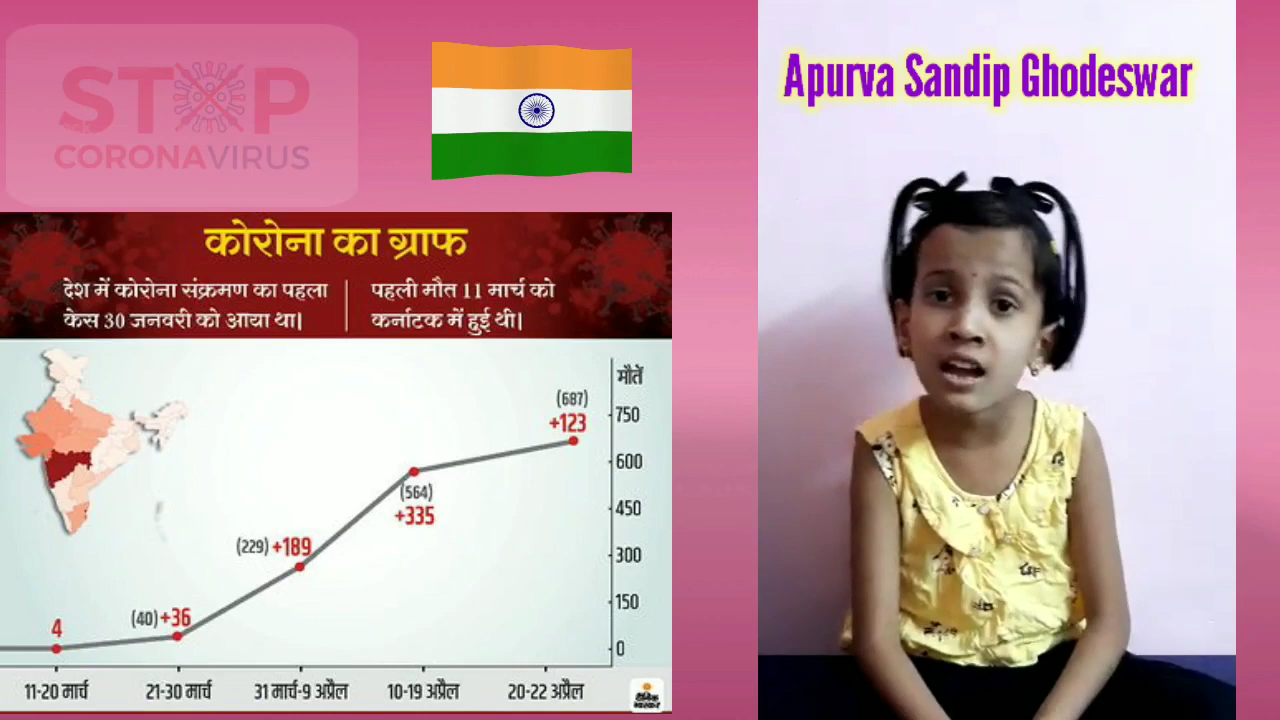 STOP
CORONAVIRUS
Apurva Sandip Ghodeswar
कोरोना का ग्राफ
देश में कोरोना संक्रमण का पहला
केस 30 जनवरी को आया था।
पहली मौत 11 मार्च को
कर्नाटक में हुई थी।
मौतें
750
600
450
300
150
0
4
(40) +36
(229) +189
(564)
+335
(687)
+123
11-20 मार्च
21-30 मार्च
31 मार्च-9 अप्रैल
10-19 अप्रैल
20-22 अप्रैल
दैनिक
भास्कर